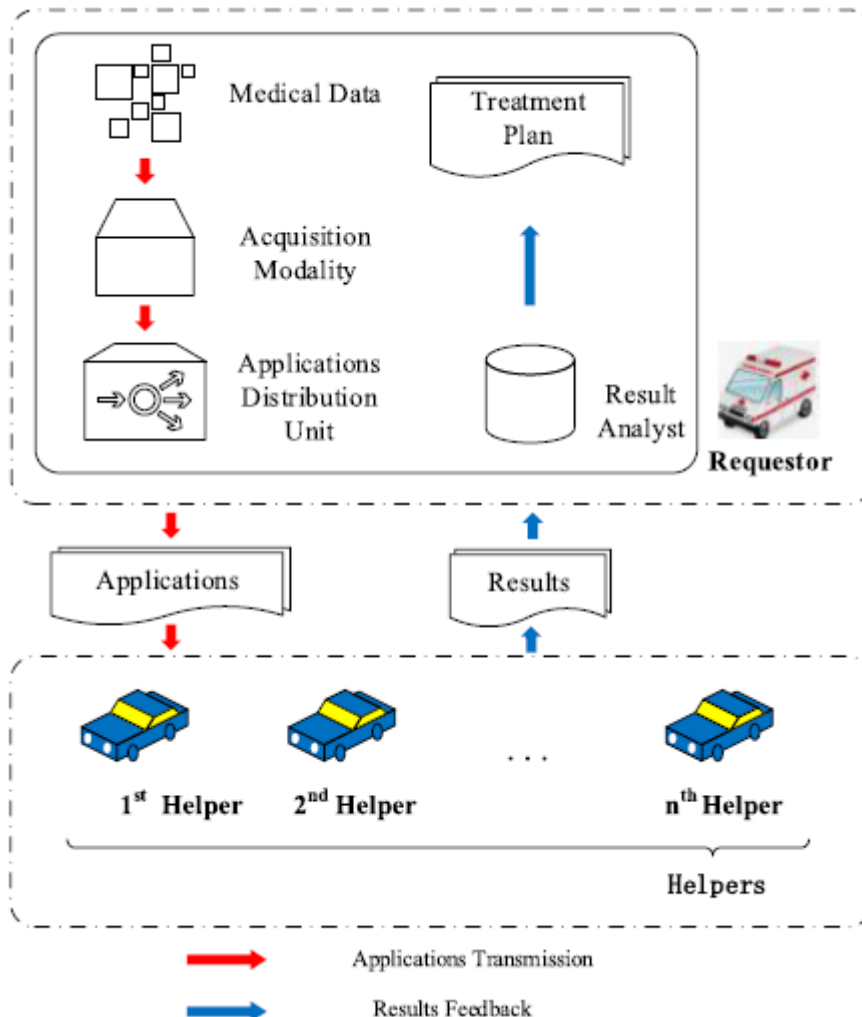 Medical Data
Treatment
Plan
Acquisition
Modality
Applications
Distribution
Unit
Result
Analyst
Requestor
Applications
Results
1st Helper
2nd Helper
. . .
nth Helper
Helpers
Applications Transmission
Results Feedback